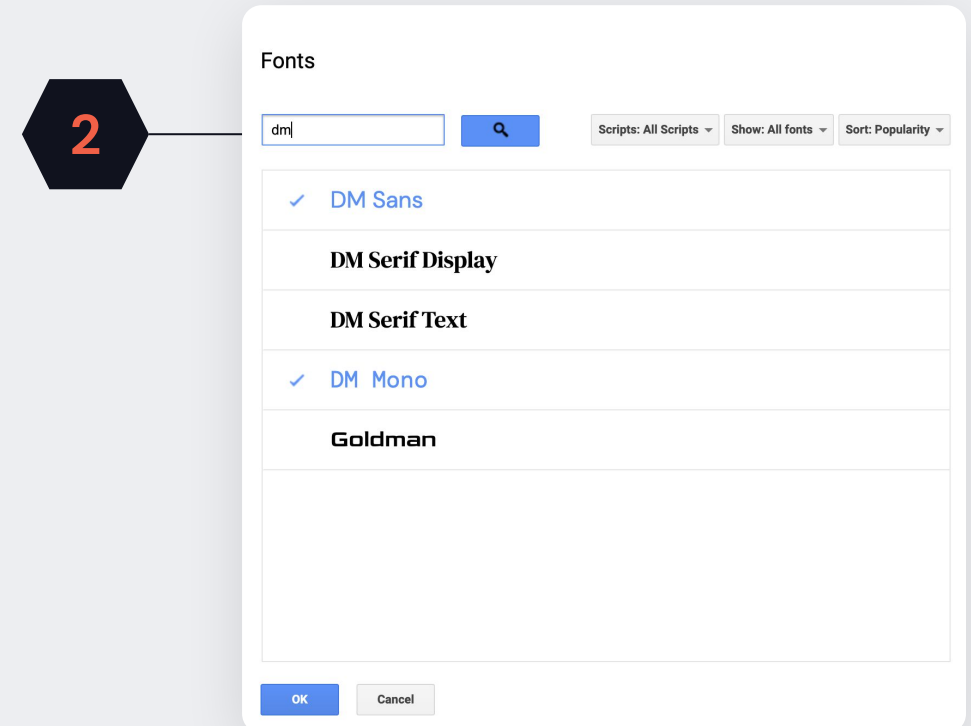 Fonts
2
dm
Scripts: All Scripts Show: All fonts Sort: Popularity
DM Sans
DM Serif Display
DM Serif Text
DM Mono
Goldman
OK Cancel